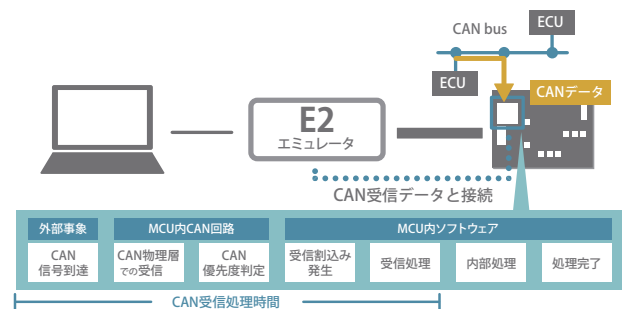 CAN bus
ECU
ECU
CANデータ
E2
エミュレータ
CAN受信データと接続
外部事象
MCU内CAN回路
MCU内ソフトウェア
CAN
信号到達
CAN物理層
での受信
CAN
優先度判定
受信割込み
発生
受信処理
内部処理
処理完了
CAN受信処理時間